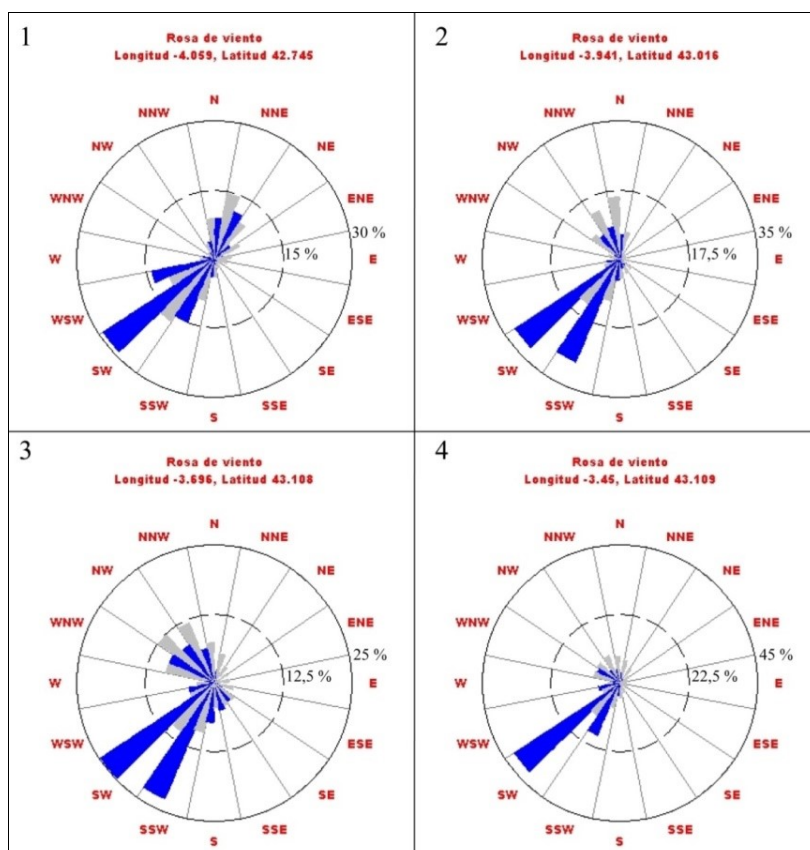 1
Rosa de viento
Longitud -4.059, Latitud 42.745
N
NNW NNE
NW NE
WNW ENE
30 %
W 15 % E
WSW ESE
SW SE
SSW SSE
S
2
Rosa de viento
Longitud -3.941, Latitud 43.016
N
NNW NNE
NW NE
WNW ENE
35 %
W 17,5 % E
WSW ESE
SW SE
SSW SSE
S
3
Rosa de viento
Longitud -3.696, Latitud 43.108
N
NNW NNE
NW NE
WNW ENE
25 %
W 12,5 % E
WSW ESE
SW SE
SSW SSE
S
4
Rosa de viento
Longitud -3.45, Latitud 43.109
N
NNW NNE
NW NE
WNW ENE
45 %
W 22,5 % E
WSW ESE
SW SE
SSW SSE
S